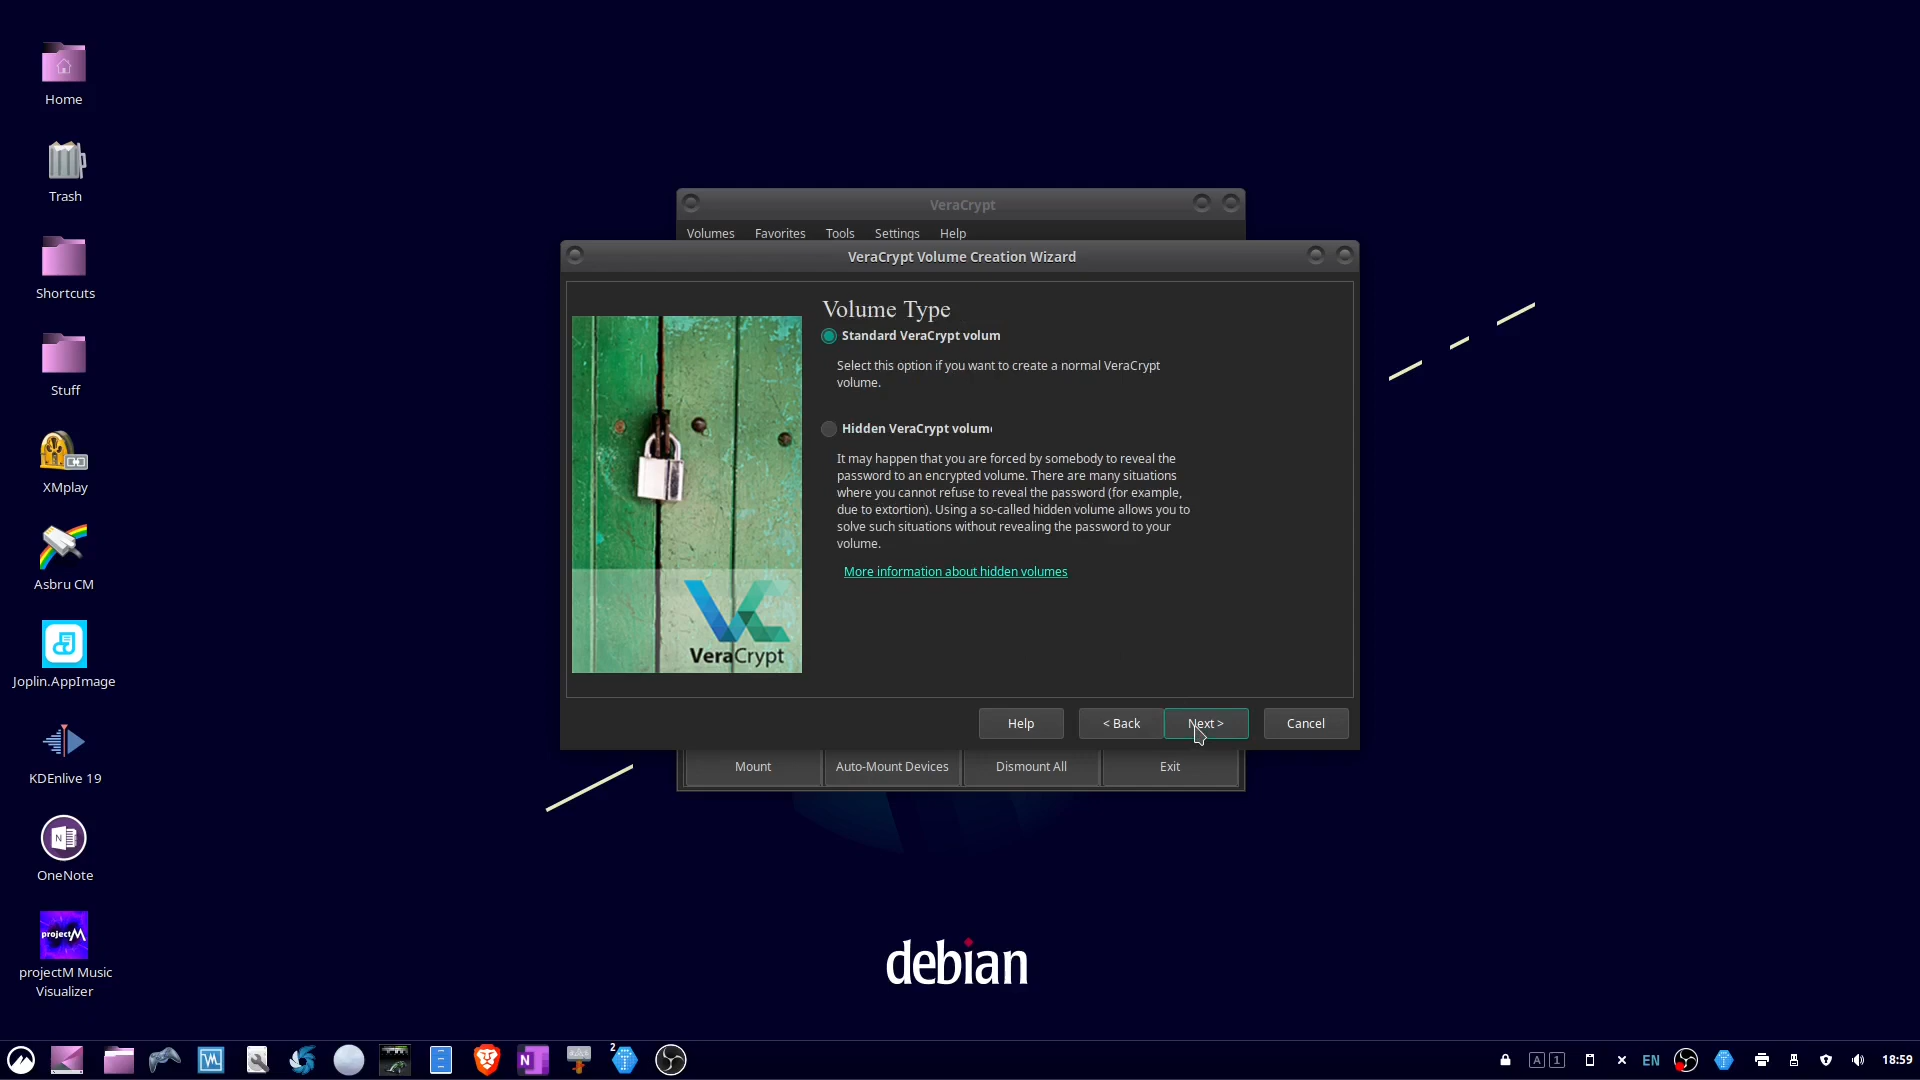 Home
Trash
Shortcuts
Stuff
XMplay
Asbru CM
Joplin.AppImage
KDEnlive 19
N
OneNote
projectM
projectM Music
Visualizer
VeraCrypt
Volumes Favorites Tools Settings Help
VeraCrypt Volume Creation Wizard
Volume Type
Standard VeraCrypt volum
Select this option if you want to create a normal VeraCrypt
volume.
Hidden VeraCrypt volum
It may happen that you are forced by somebody to reveal the
password to an encrypted volume. There are many situations
where you cannot refuse to reveal the password (for example,
due to extortion). Using a so-called hidden volume allows you to
solve such situations without revealing the password to your
volume.
More information about hidden volumes
VeraCrypt
Help < Back Next > Cancel
Mount Auto-Mount Devices Dismount All Exit
debian
N 2
A 1 EN 18:59